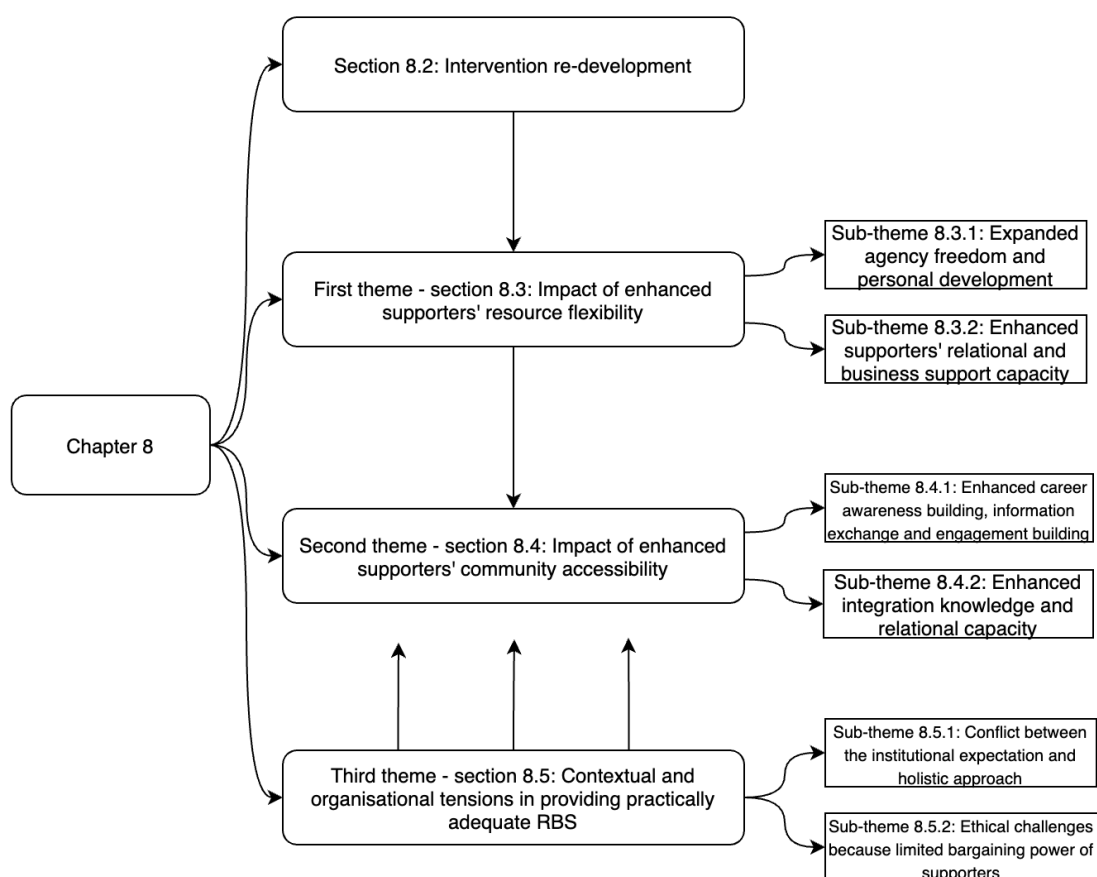 Section 8.2: Intervention re-development
Sub-theme 8.3.1: Expanded
agency freedom and
personal development
First theme - section 8.3: Impact of enhanced
supporters' resource flexibility
Sub-theme 8.3.2: Enhanced
supporters' relational and
business support capacity
Chapter 8
Sub-theme 8.4.1: Enhanced career
awareness building, information
exchange and engagement building
Second theme - section 8.4: Impact of enhanced
supporters' community accessibility
Sub-theme 8.4.2: Enhanced
integration knowledge and
relational capacity
Sub-theme 8.5.1: Conflict between
the institutional expectation and
holistic approach
Third theme - section 8.5: Contextual and
organisational tensions in providing practically
adequate RBS
Sub-theme 8.5.2: Ethical challenges
because limited bargaining power of
supporters